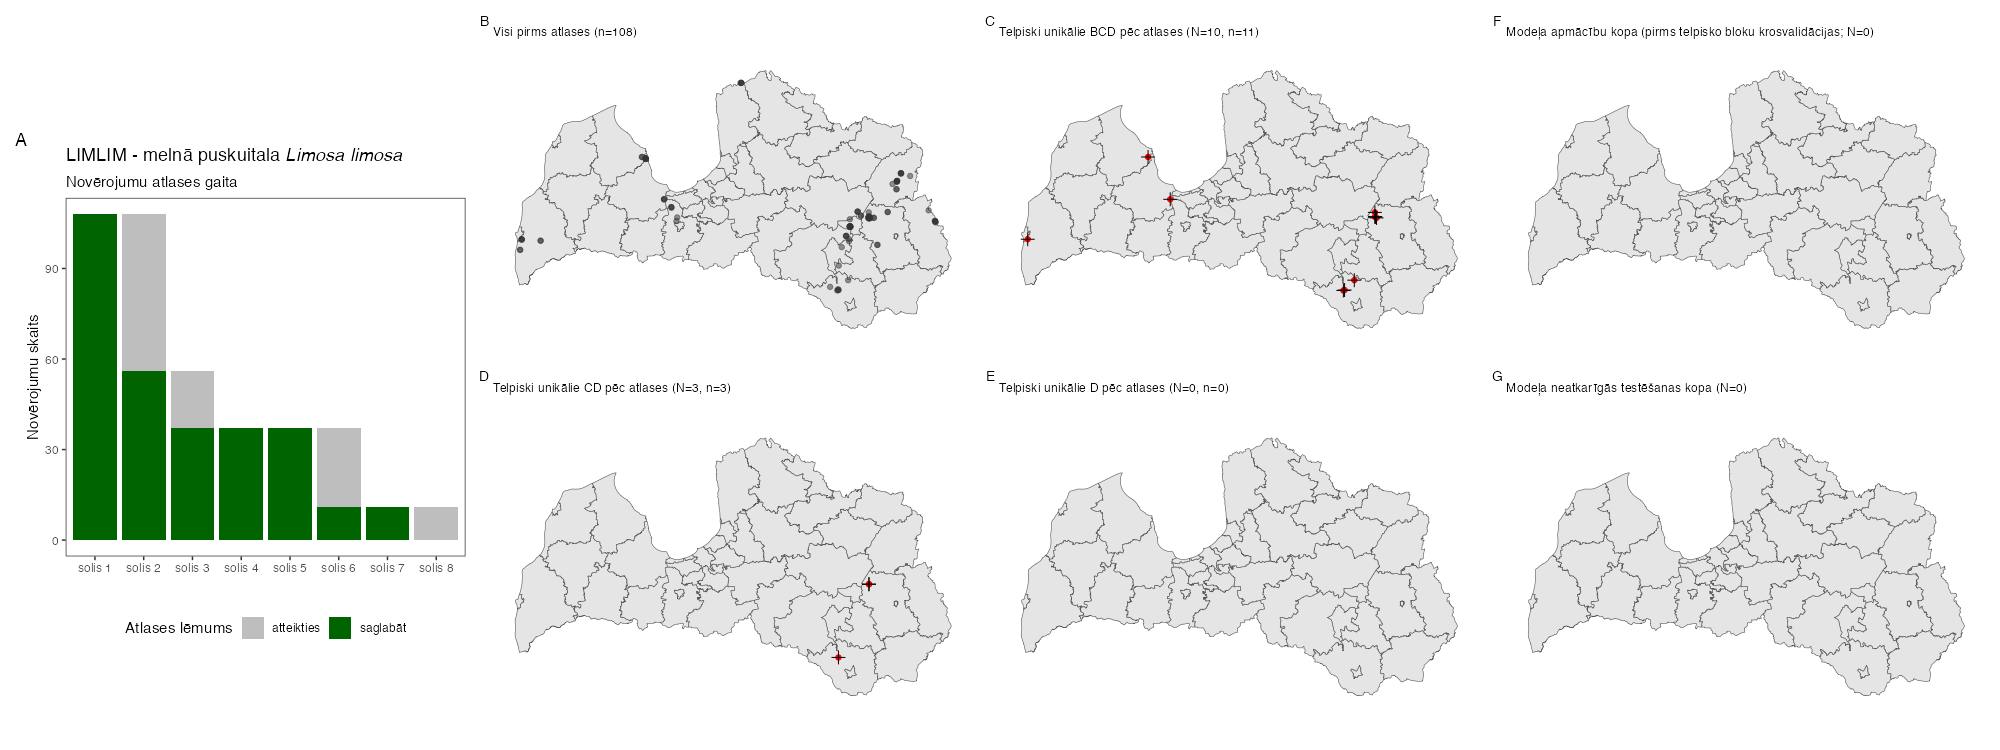 A
LIMLIM - melnā puskuitala Limosa limosa
Novērojumu atlases gaita
Novērojumu skaits
90
60
30
0
solis 1 solis 2 solis 3 solis 4 solis 5 solis 6 solis 7 solis 8
Atlases lēmums atteikties saglabāt
B
Visi pirms atlases (n=108)
C
Telpiski unikālie BCD pēc atlases (N=10, n=11)
F
Modeļa apmācību kopa (pirms telpisko bloku krosvalidācijas; N=0)
D
Telpiski unikālie CD pēc atlases (N=3, n=3)
E
Telpiski unikālie D pēc atlases (N=0, n=0)
G
Modeļa neatkarīgās testēšanas kopa (N=0)